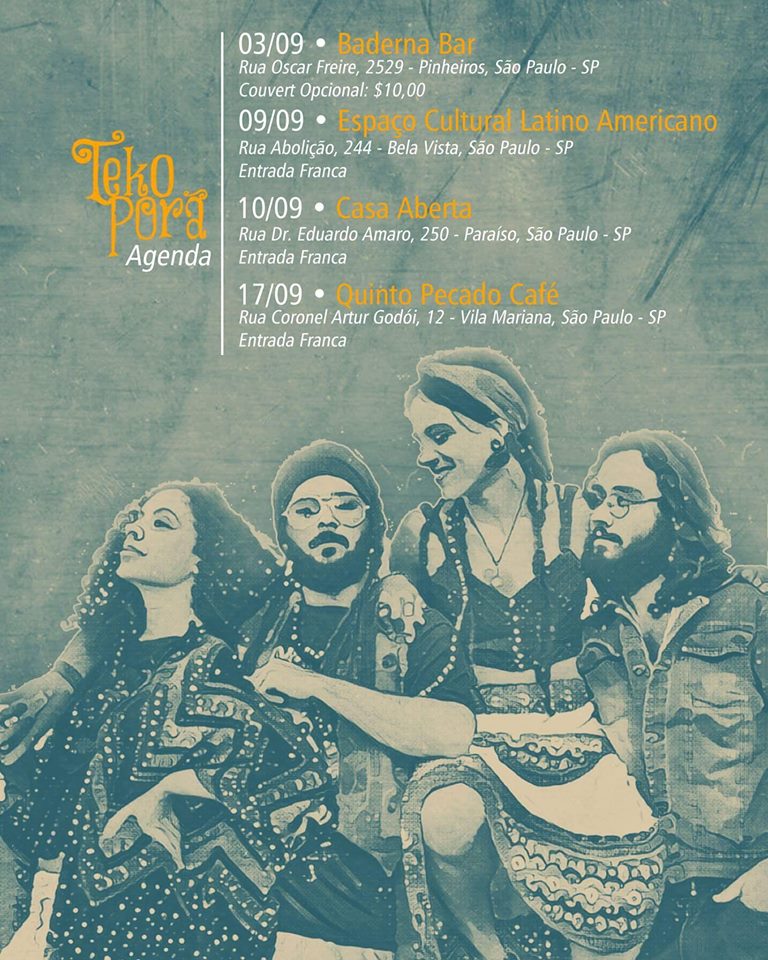 Teko
Porã
Agenda
03/09 • Baderna Bar
Rua Oscar Freire, 2529 - Pinheiros, São Paulo - SP
Couvert Opcional: $10,00
09/09 • Espaço Cultural Latino Americano
Rua Abolição, 244 - Bela Vista, São Paulo - SP
Entrada Franca
10/09 • Casa Aberta
Rua Dr. Eduardo Amaro, 250 - Paraíso, São Paulo - SP
Entrada Franca
17/09 • Quinto Pecado Café
Rua Coronel Artur Godói, 12 - Vila Mariana, São Paulo - SP
Entrada Franca